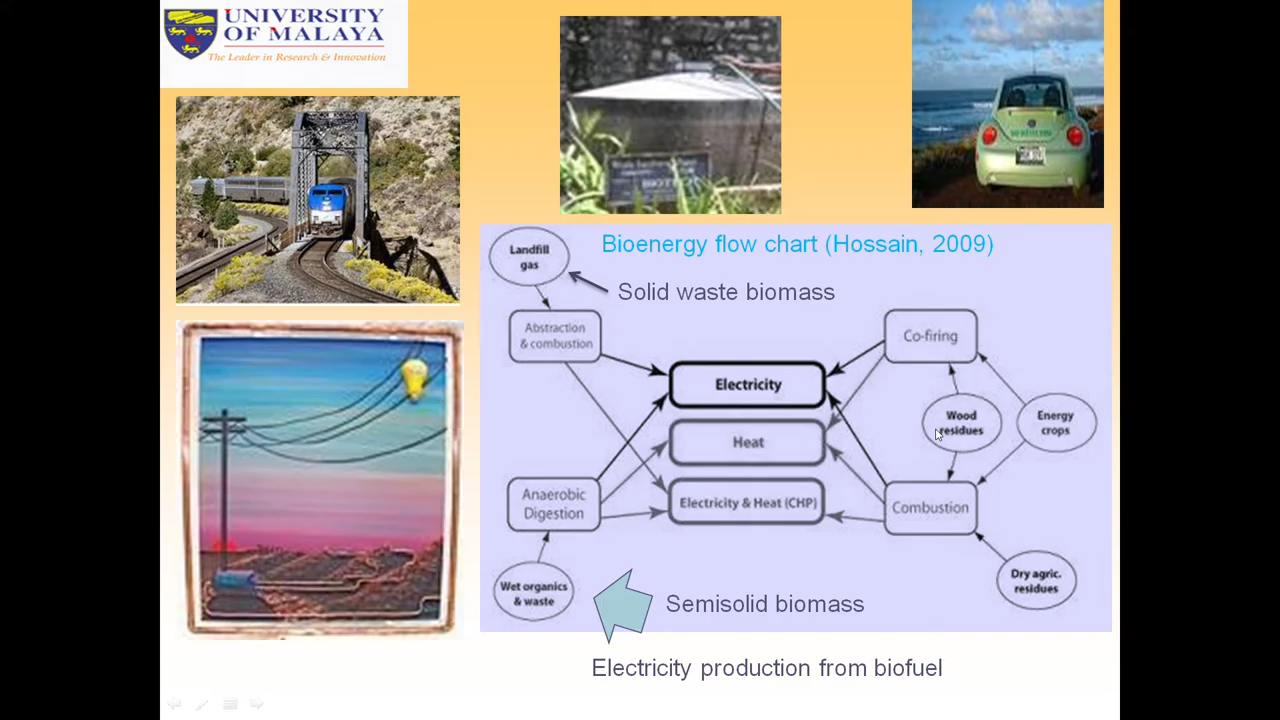 UNIVERSITY
OF MALAYA
The Leader in Research & Innovation
Bioenergy flow chart (Hossain, 2009)
Landfill
gas
Solid waste biomass
Abstraction
& combustion
Co-firing
Electricity
Wood
residues
Energy
crops
Heat
Anaerobic
Digestion
Electricity & Heat (CHP)
Combustion
Wet organics
& waste
Dry agric.
residues
Semisolid biomass
Electricity production from biofuel